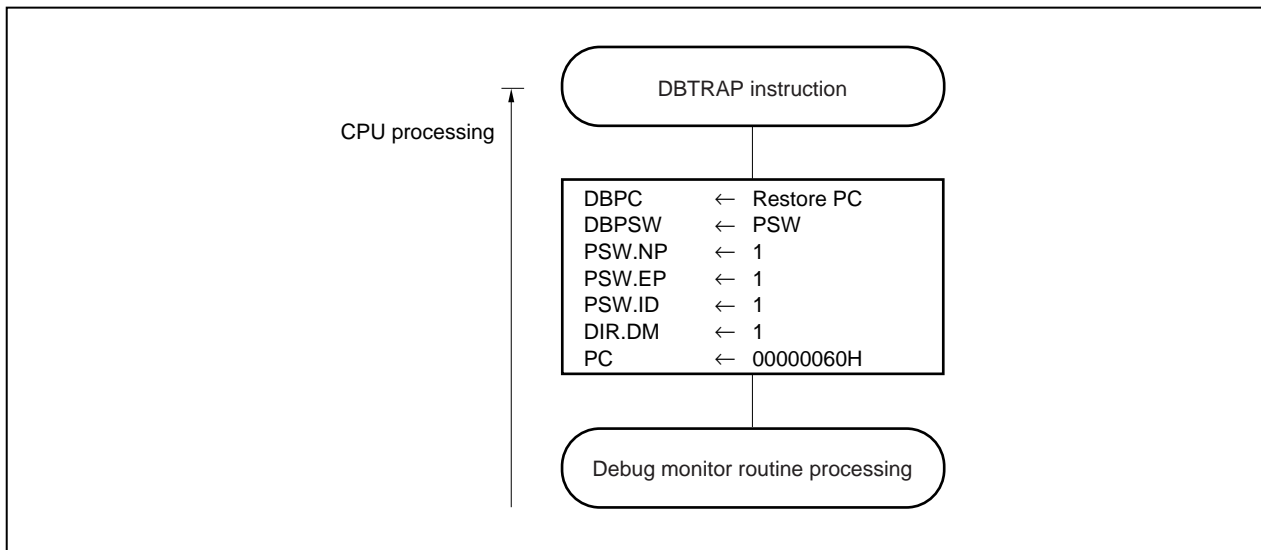 DBTRAP instruction
CPU processing
DBPC ← Restore PC
DBPSW ← PSW
PSW.NP ← 1
PSW.EP ← 1
PSW.ID ← 1
DIR.DM ← 1
PC ← 00000060H
Debug monitor routine processing